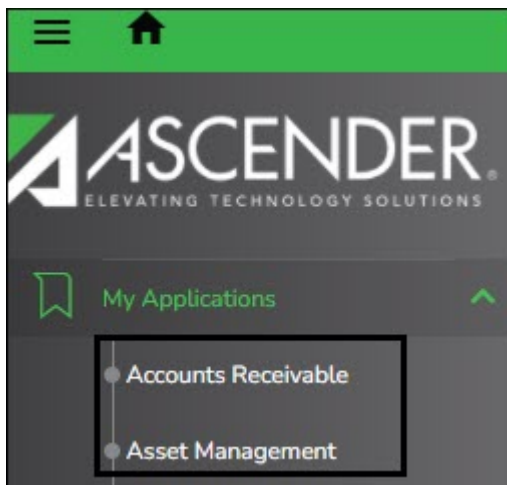 ASCENDER®
ELEVATING TECHNOLOGY SOLUTIONS
My Applications
Accounts Receivable
Asset Management